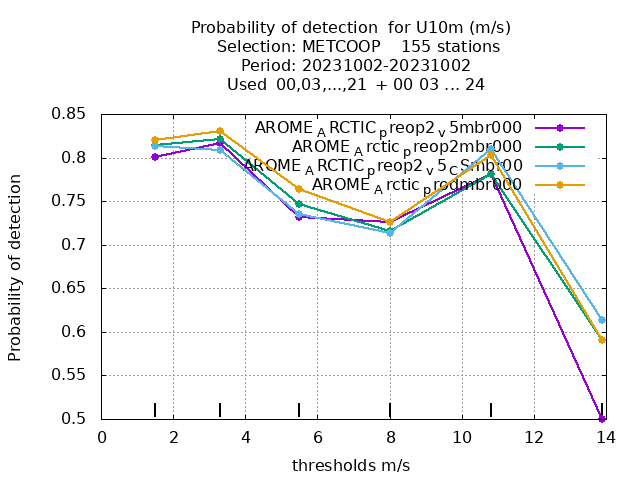 Probability of detection for U10m (m/s)
Selection: METCOOP 155 stations
Period: 20231002-20231002
Used 00,03,...,21 + 00 03 ... 24
Probability of detection
0.85
0.8
0.75
0.7
0.65
0.6
0.55
0.5
AROME_ARCTIC_preop2_v5mbr000
AROME_Arctic_preop2mbr000
AROME_ARCTIC_preop2_v5_CSmbr00
AROME_Arctic_prodmbr000
0 2 4 6 8 10 12 14
thresholds m/s